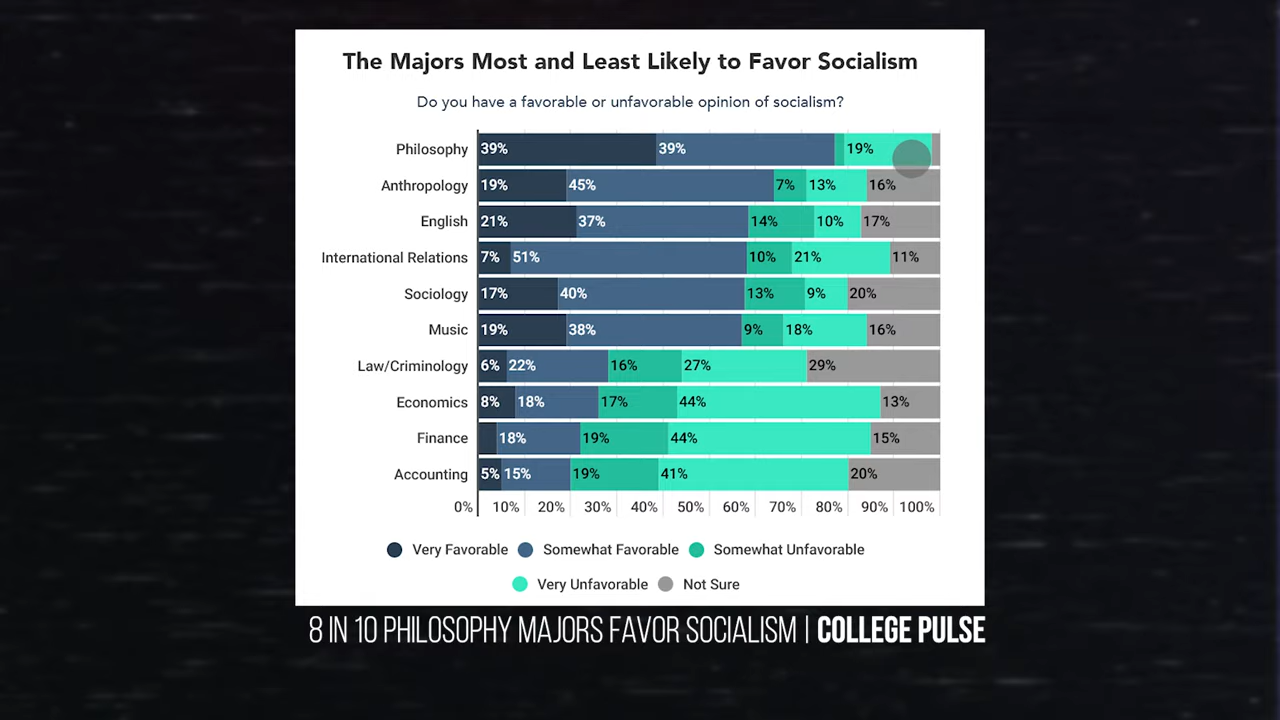 The Majors Most and Least Likely to Favor Socialism
Do you have a favorable or unfavorable opinion of socialism?
Philosophy 39% 39% 19%
Anthropology 19% 45% 7% 13% 16%
English 21% 37% 14% 10% 17%
International Relations 7% 51% 10% 21% 11%
Sociology 17% 40% 13% 9% 20%
Music 19% 38% 9% 18% 16%
Law/Criminology 6% 22% 16% 27% 29%
Economics 8% 18% 17% 44% 13%
Finance 18% 19% 44% 15%
Accounting 5% 15% 19% 41% 20%
0% 10% 20% 30% 40% 50% 60% 70% 80% 90% 100%
Very Favorable Somewhat Favorable Somewhat Unfavorable
Very Unfavorable Not Sure
8 IN 10 PHILOSOPHY MAJORS FAVOR SOCIALISM | COLLEGE PULSE